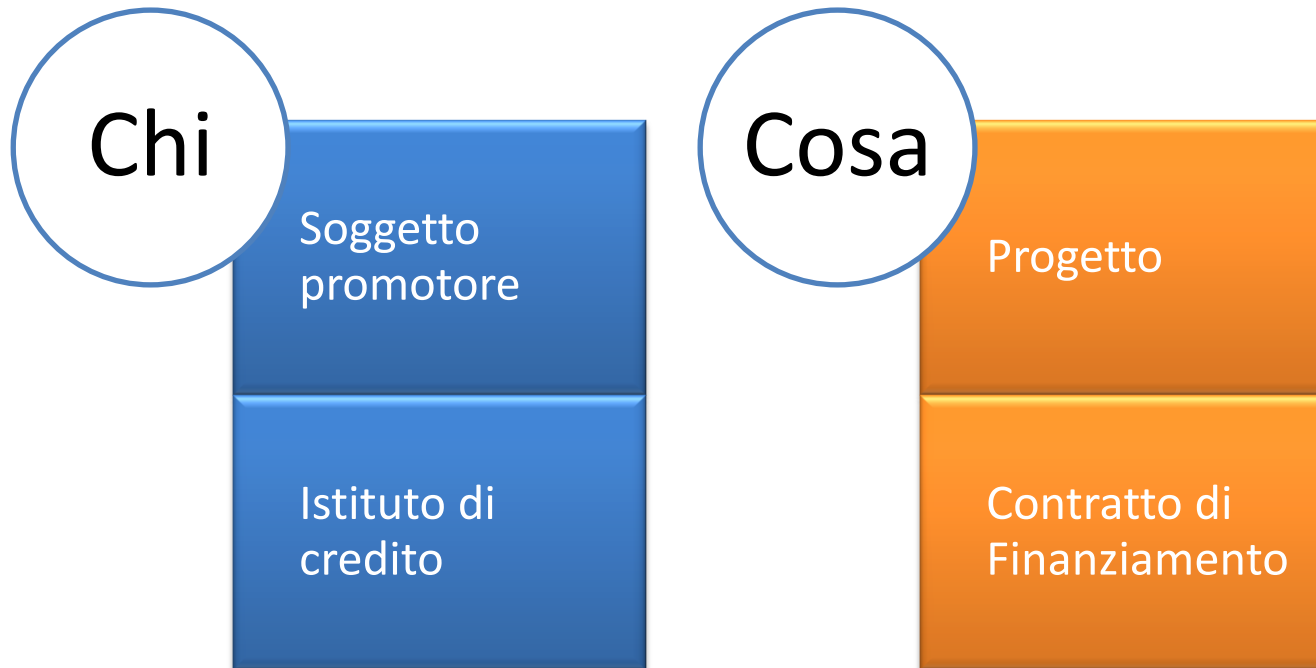 Chi
Soggetto
promotore
Istituto di
credito
Cosa
Progetto
Contratto di
Finanziamento